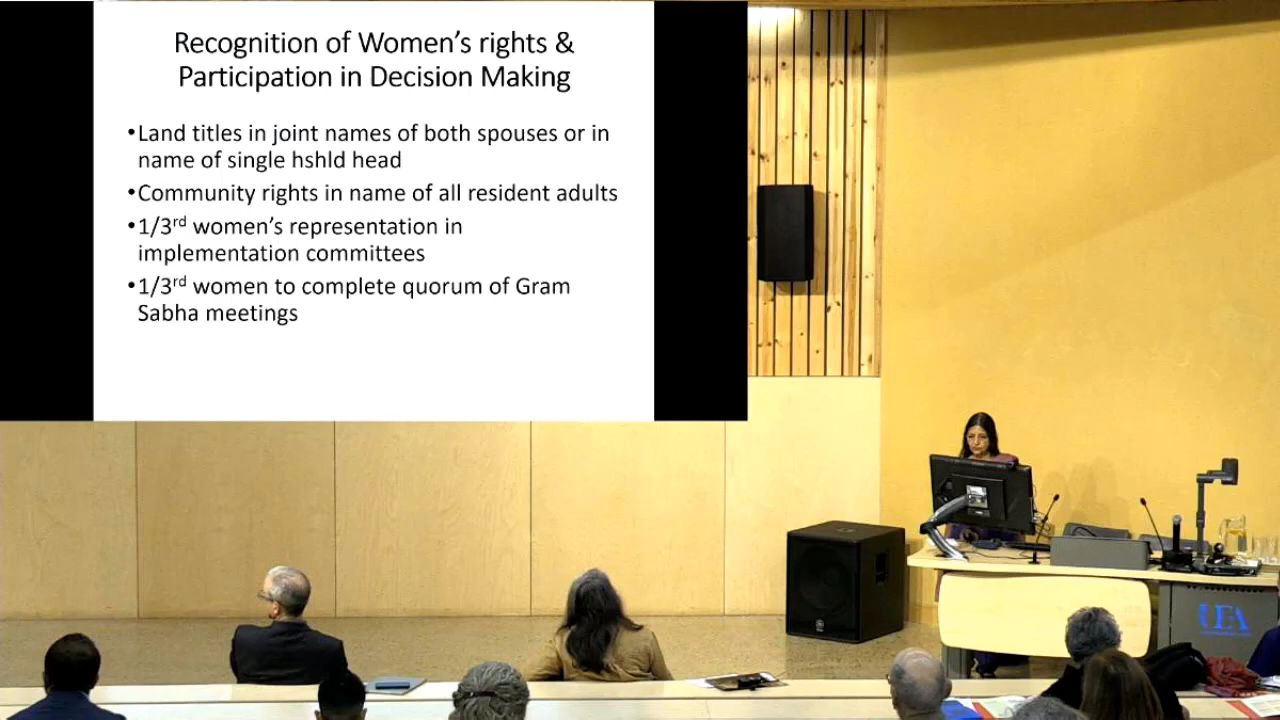 Recognition of Women's rights &
Participation in Decision Making
•Land titles in joint names of both spouses or in
name of single hshld head
•Community rights in name of all resident adults
•1/3rd women's representation in
implementation committees
•1/3rd women to complete quorum of Gram
Sabha meetings
UEA